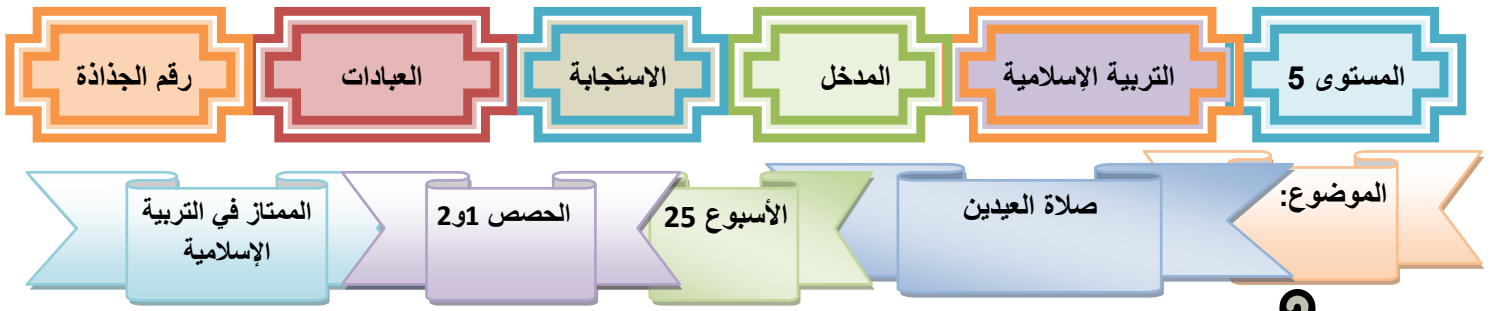 المستوى 5
التربية الإسلامية
المدخل
الاستجابة
العبادات
رقم الجذاذة
الموضوع:
صلاة العيدين
الأسبوع 25
الحصص 1و2
الممتاز في التربية
الإسلامية